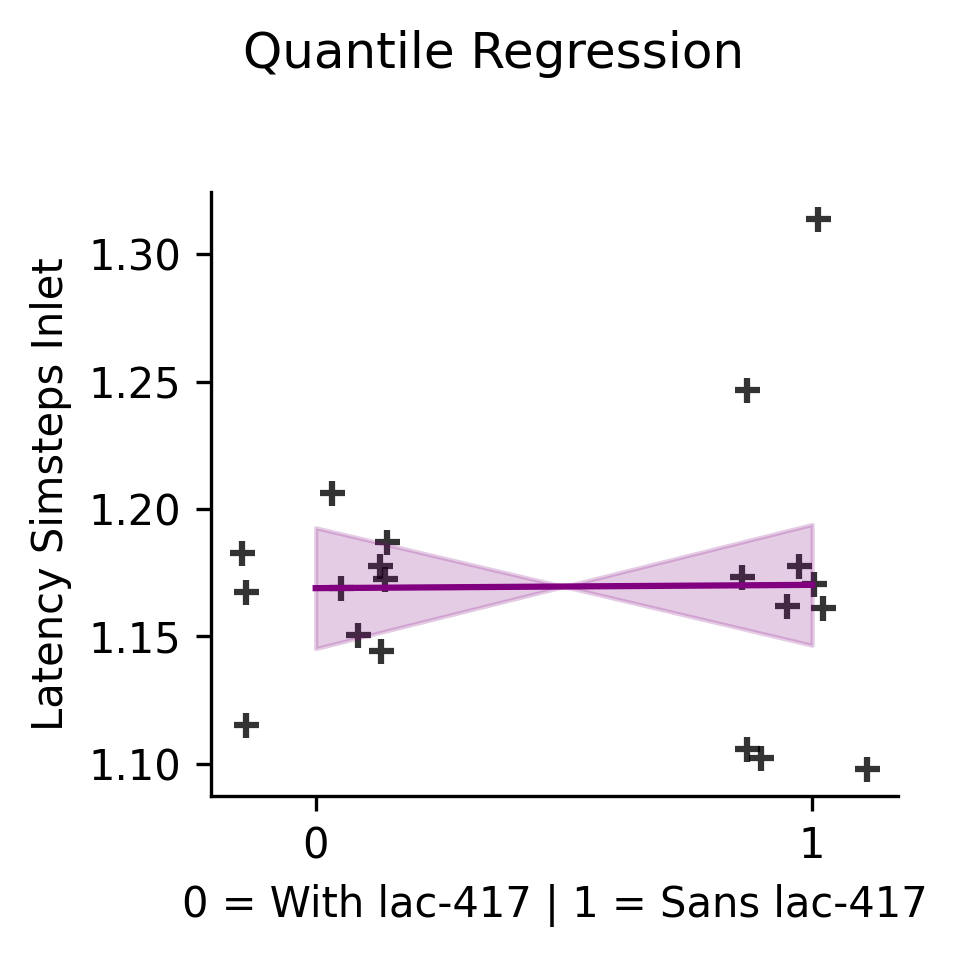 Quantile Regression
Latency Simsteps Inlet
1.30
1.25
1.20
1.15
1.10
0 1
0 = With lac-417 | 1 = Sans lac-417